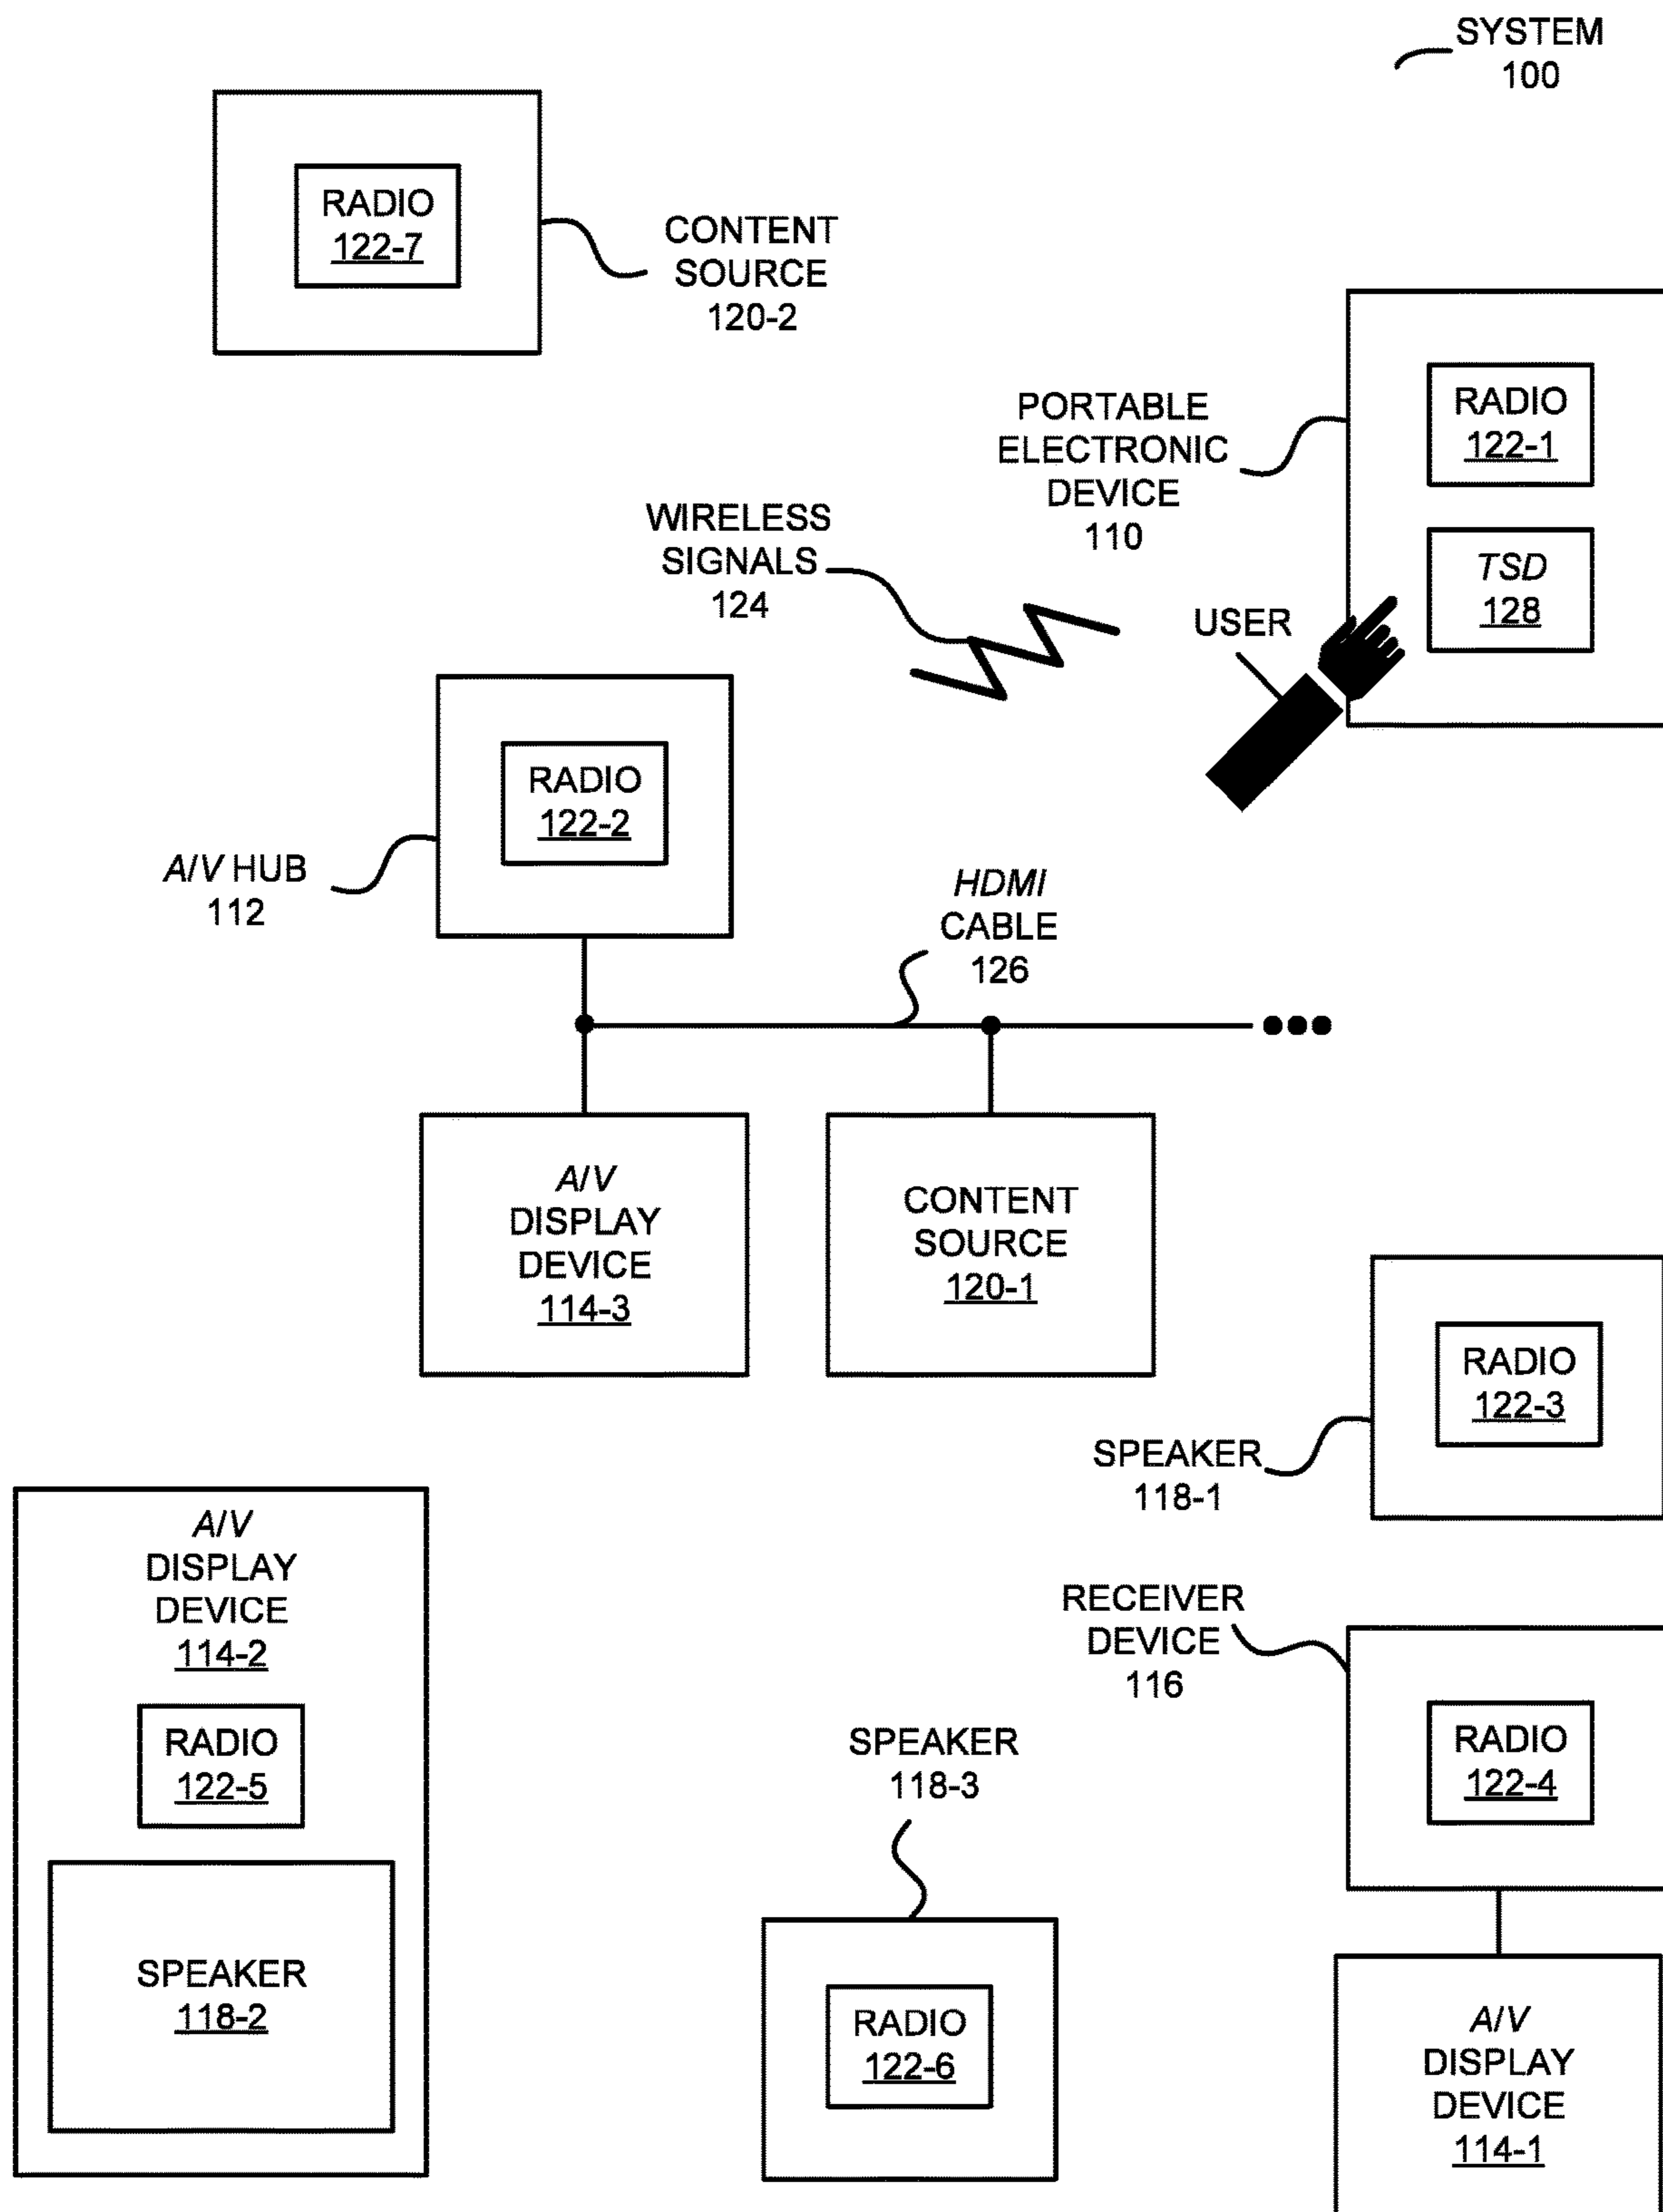 SYSTEM
100
RADIO
122-7
CONTENT
SOURCE
120-2
PORTABLE
ELECTRONIC
DEVICE
110
RADIO
122-1
TSD
128
WIRELESS
SIGNALS
124
USER
RADIO
122-2
A/V HUB
112
HDMI
CABLE
126
A/V
DISPLAY
DEVICE
114-3
CONTENT
SOURCE
120-1
RADIO
122-3
SPEAKER
118-1
A/V
DISPLAY
DEVICE
114-2
RADIO
122-5
SPEAKER
118-2
RECEIVER
DEVICE
116
RADIO
122-4
SPEAKER
118-3
RADIO
122-6
A/V
DISPLAY
DEVICE
114-1